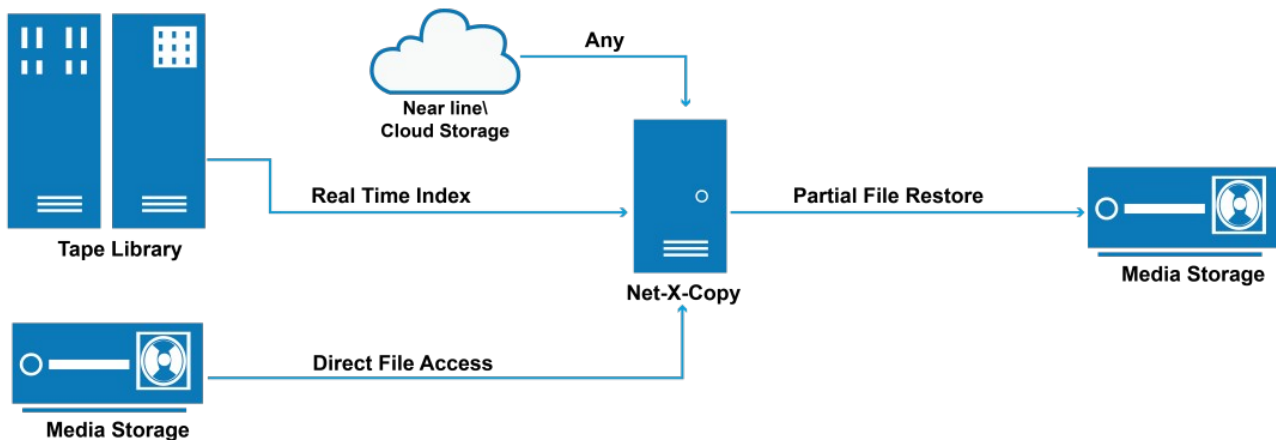 Any
Near line\
Cloud Storage
Real Time Index
Partial File Restore
Tape Library
Media Storage
Net-X-Copy
Direct File Access
Media Storage